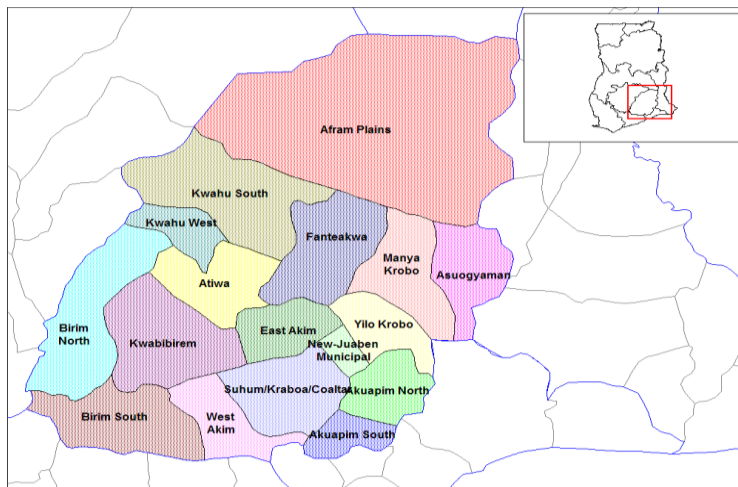 Afram Plains
Kwahu South
Kwahu West
Fanteakwa
Manya
Krobo
Asuogyaman
Atiwa
Birim
North
Kwabibirem
East Akim
Yilo Krobo
New-Juaben
Municipal
Suhum/Kraboa/Coaltar
Akuapim North
Birim South
West
Akim
Akuapim South